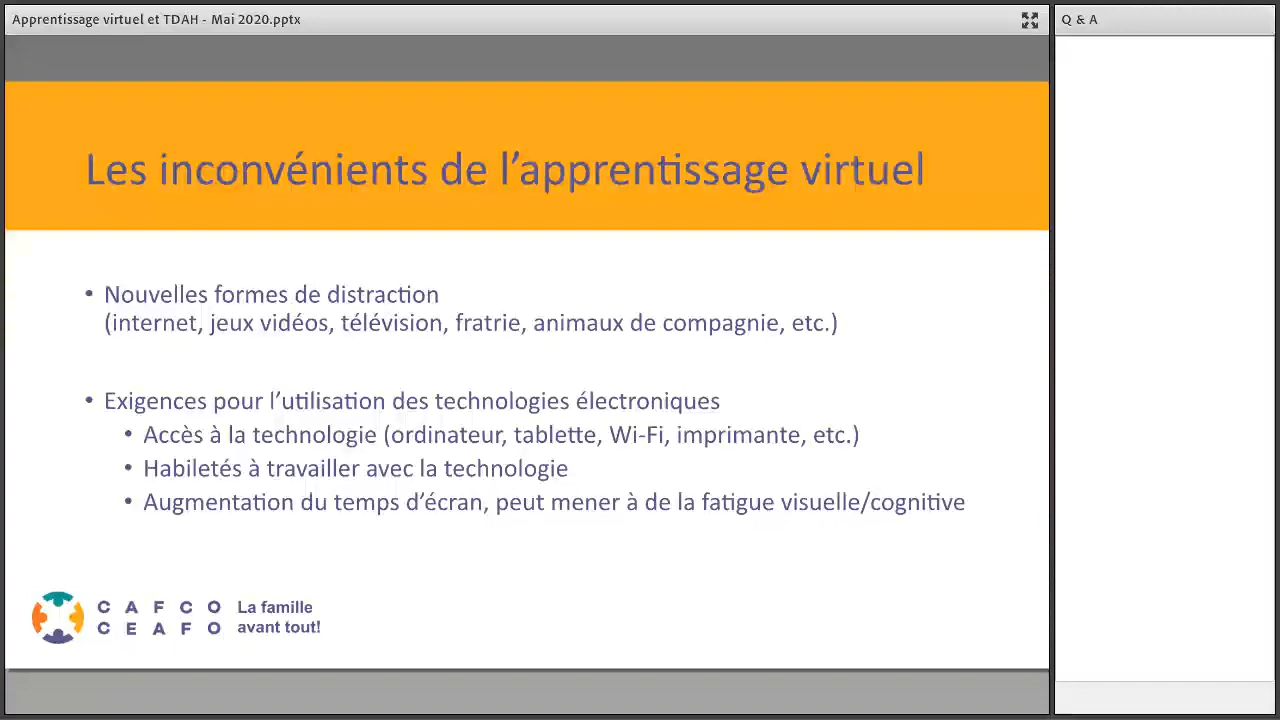 Apprentissage virtuel et TDAH - Mai 2020.pptx
Q & A
Les inconvénients de l'apprentissage virtuel
• Nouvelles formes de distraction
(internet, jeux vidéos, télévision, fratrie, animaux de compagnie, etc.)
• Exigences pour l'utilisation des technologies électroniques
• Accès à la technologie (ordinateur, tablette, Wi-Fi, imprimante, etc.)
• Habiletés à travailler avec la technologie
• Augmentation du temps d'écran, peut mener à de la fatigue visuelle/cognitive
CAFCO La famille
CEAFO avant tout!